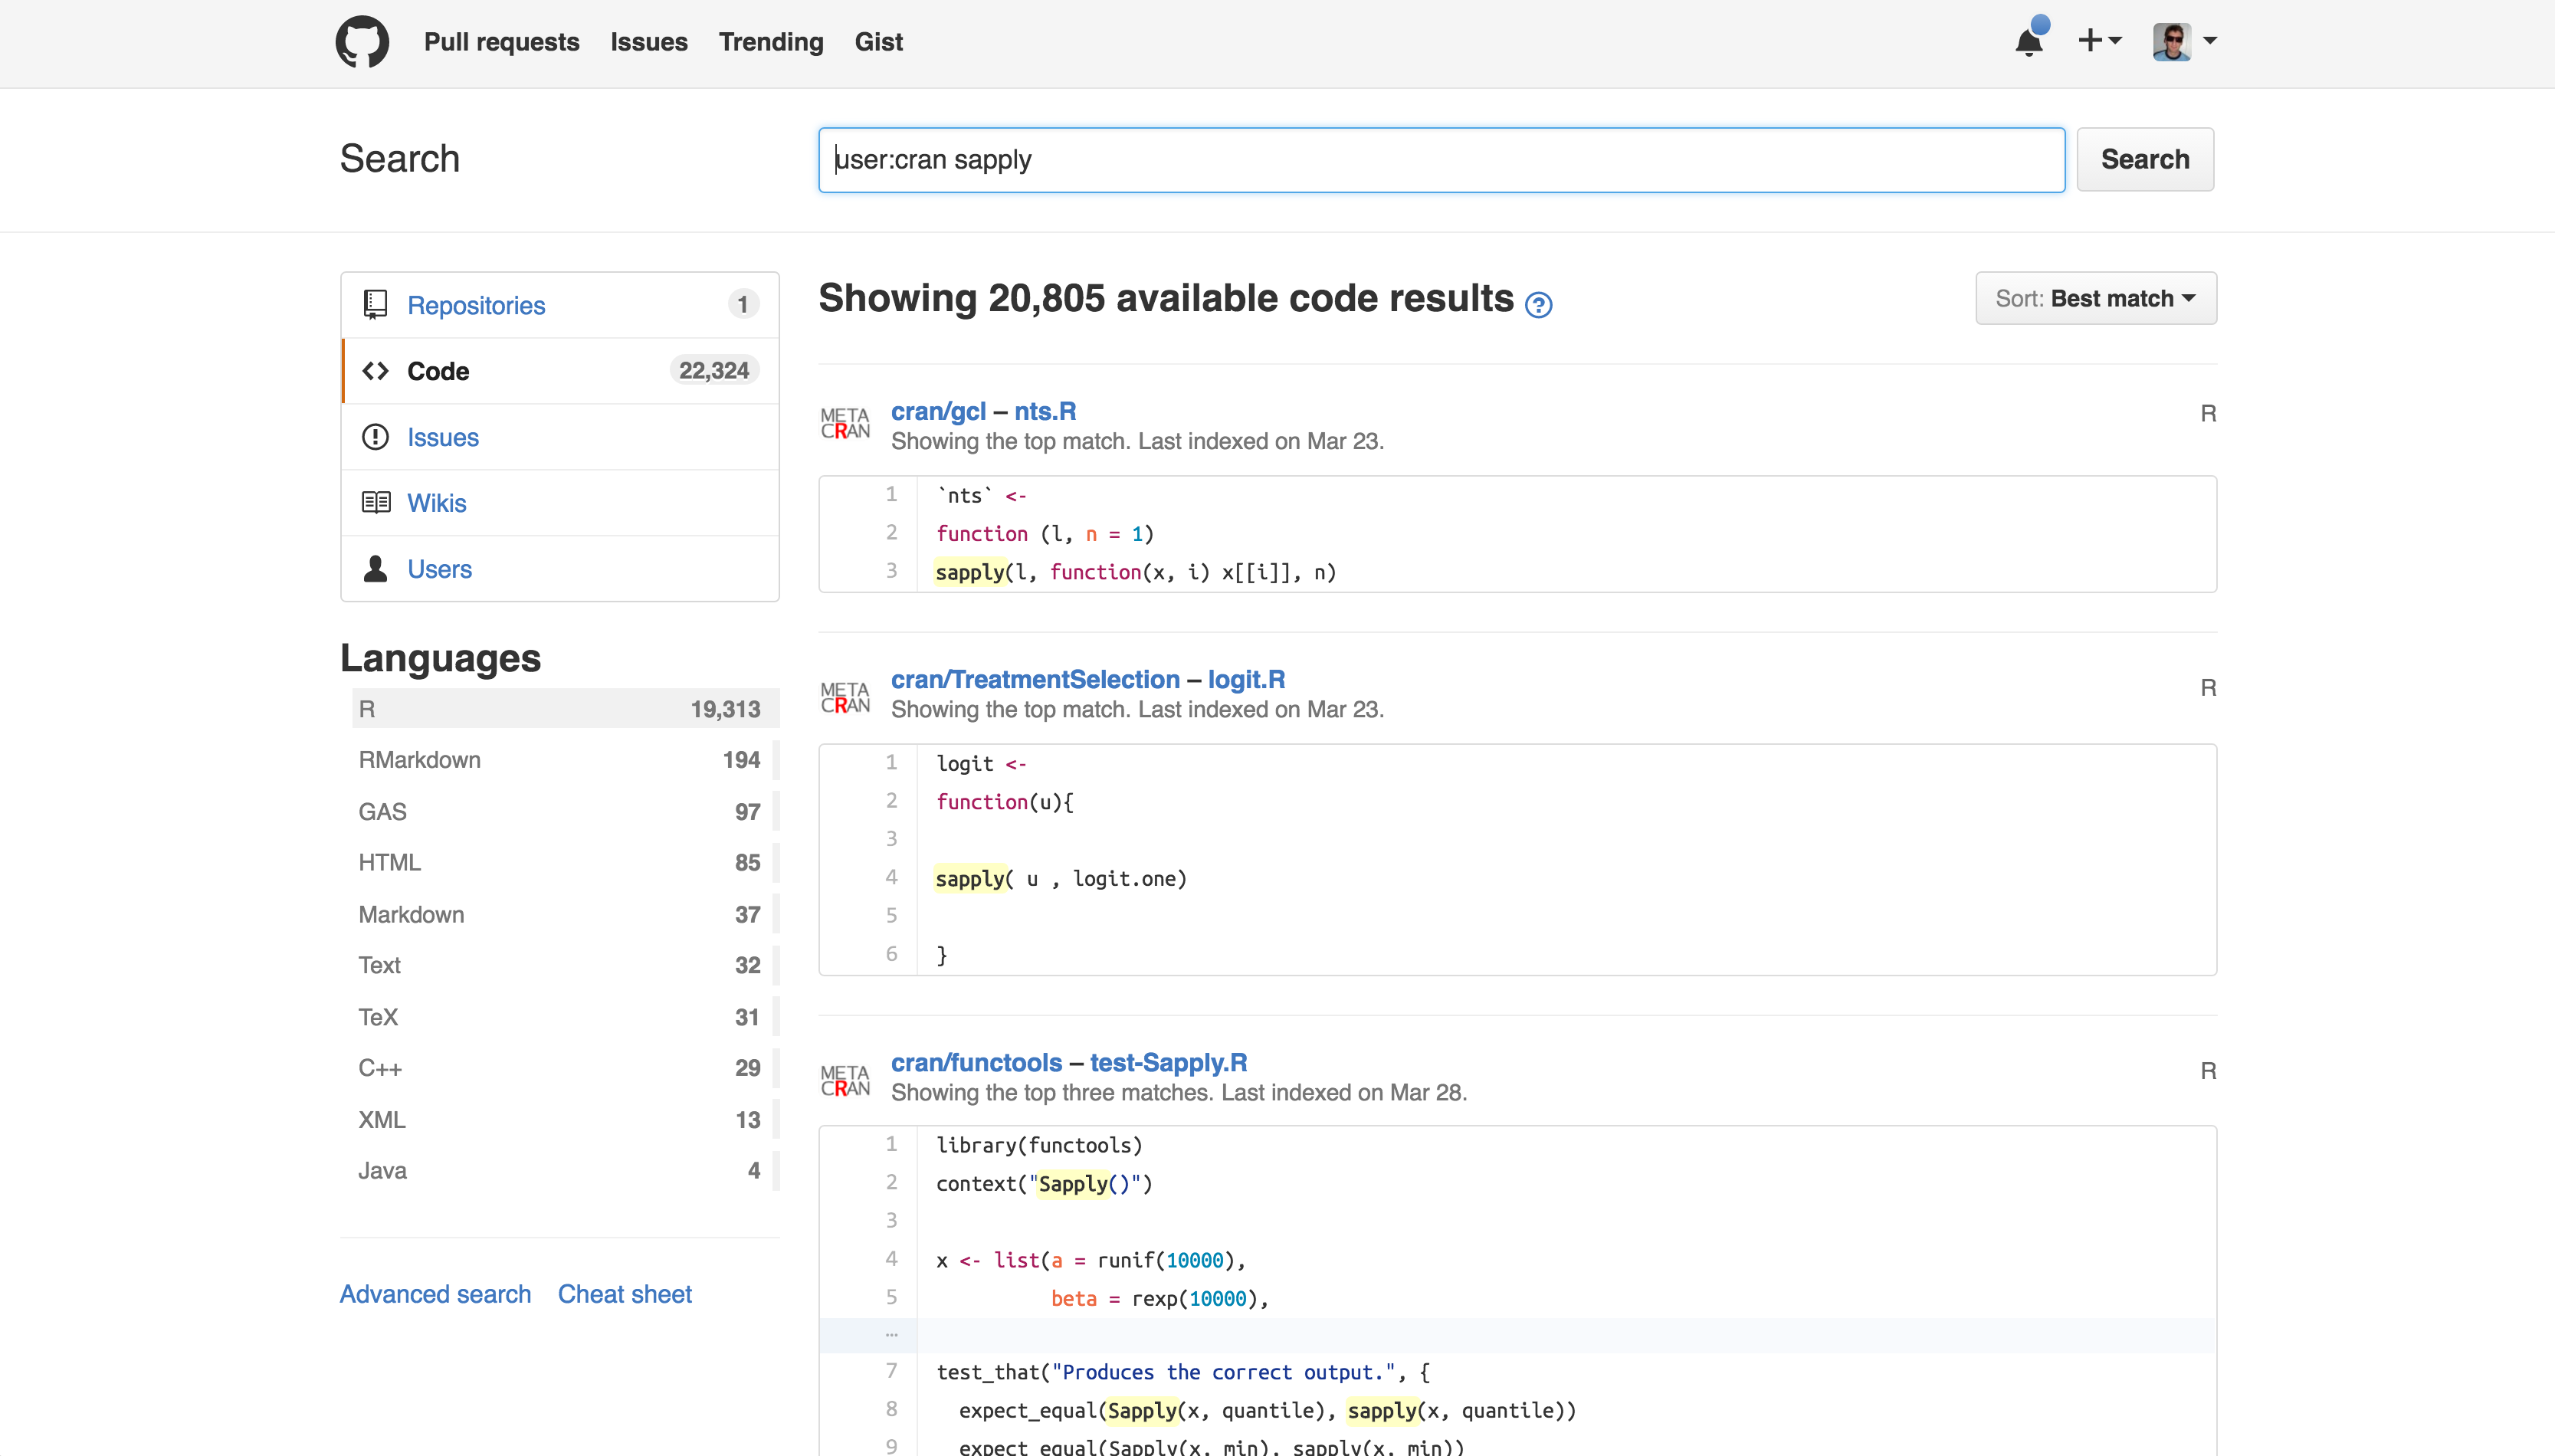 Pull requests Issues Trending Gist
Search
user:cran sapply
Search
Repositories 1
Code 22,324
Issues
Wikis
Users
Languages
R 19,313
RMarkdown 194
GAS 97
HTML 85
Markdown 37
Text 32
TeX 31
C++ 29
XML 13
Java 4
Advanced search Cheat sheet
Showing 20,805 available code results ?
Sort: Best match
META CRAN
cran/gcl – nts.R
R
Showing the top match. Last indexed on Mar 23.
1 `nts` <-
2 function (l, n = 1)
3 sapply(l, function(x, i) x[[i]], n)
META CRAN
cran/TreatmentSelection – logit.R
R
Showing the top match. Last indexed on Mar 23.
1 logit <-
2 function(u){
3
4 sapply( u , logit.one)
5
6 }
META CRAN
cran/functools – test-Sapply.R
R
Showing the top three matches. Last indexed on Mar 28.
1 library(functools)
2 context("Sapply()")
3
4 x <- list(a = runif(10000),
5 beta = rexp(10000),
…
7 test_that("Produces the correct output.", {
8 expect_equal(Sapply(x, quantile), sapply(x, quantile))
9 expect_equal(Sapply(x, min), sapply(x, min))